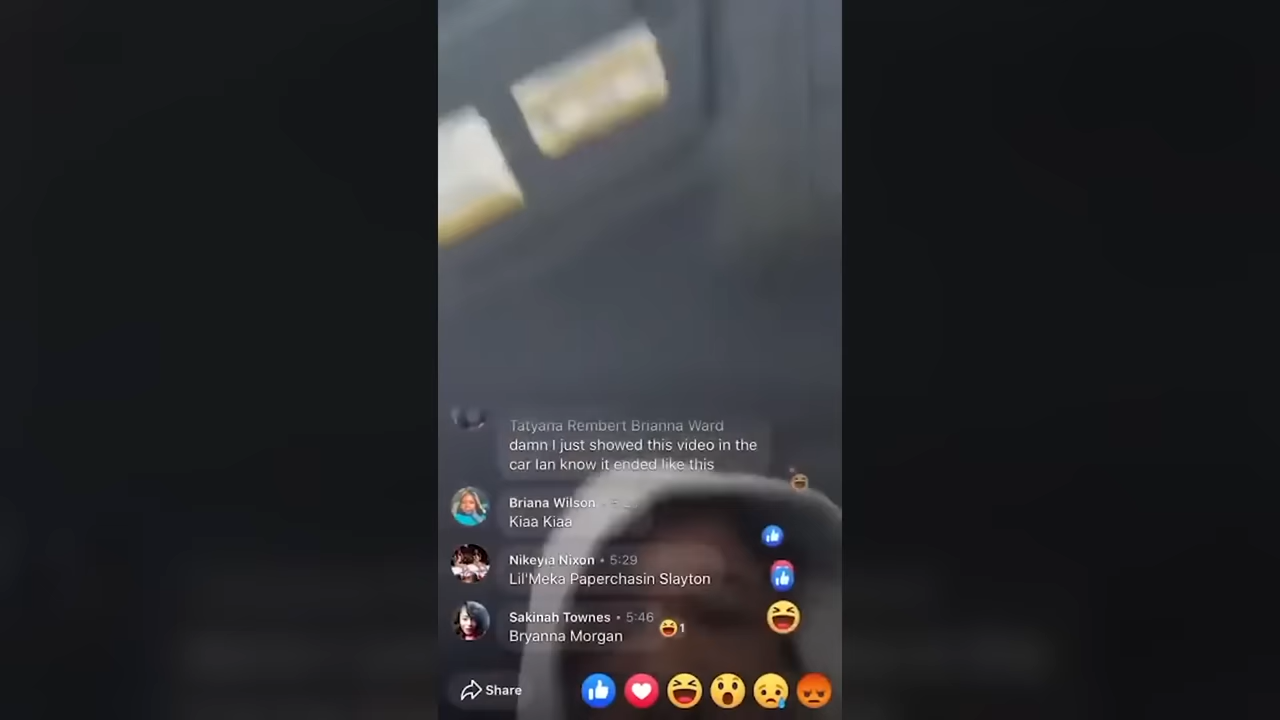 Tatyana Rembert Brianna Ward
damn I just showed this video in the
car Ian know it ended like this
Briana Wilson
Kiaa Kiaa
Nikeyia Nixon • 5:29
Lil'Meka Paperchasin Slayton
Sakinah Townes • 5:46
Bryanna Morgan
1
Share